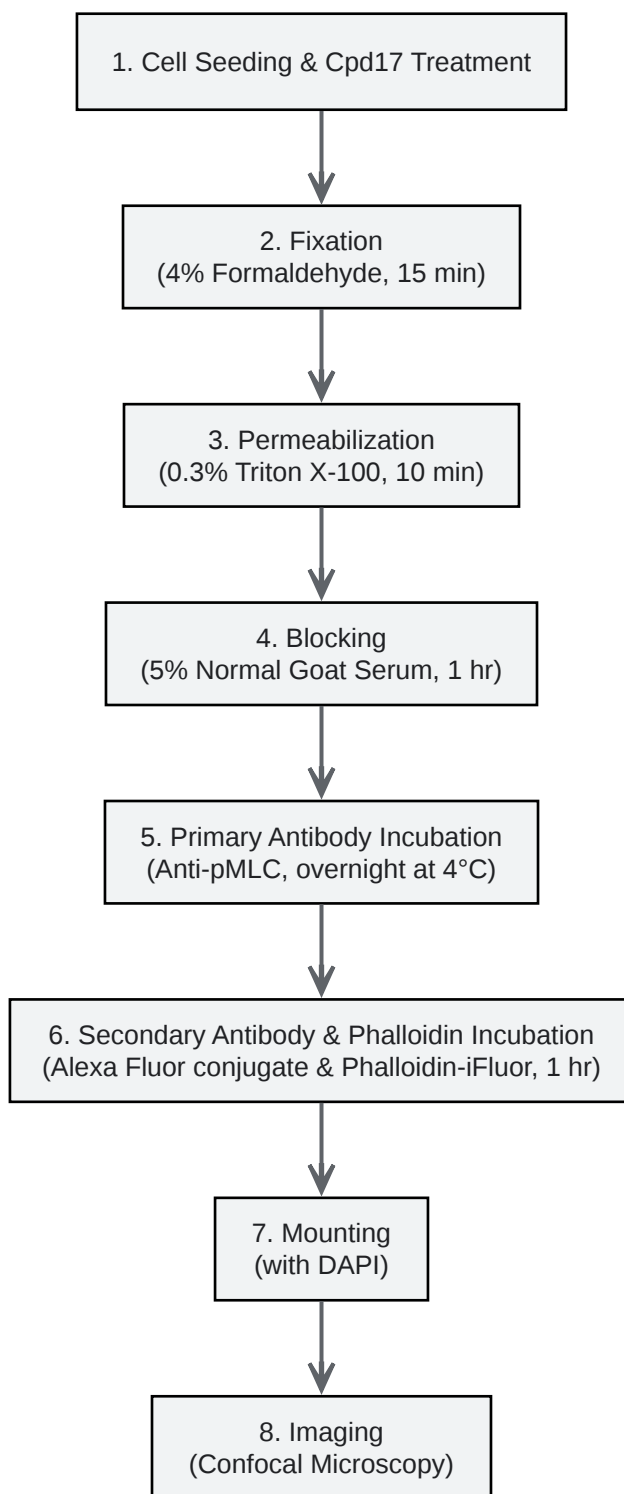 1. Cell Seeding & Cpd17 Treatment
2. Fixation
(4% Formaldehyde, 15 min)
3. Permeabilization
(0.3% Triton X-100, 10 min)
4. Blocking
(5% Normal Goat Serum, 1 hr)
5. Primary Antibody Incubation
(Anti-pMLC, overnight at 4°C)
6. Secondary Antibody & Phalloidin Incubation
(Alexa Fluor conjugate & Phalloidin-iFluor, 1 hr)
7. Mounting
(with DAPI)
8. Imaging
(Confocal Microscopy)